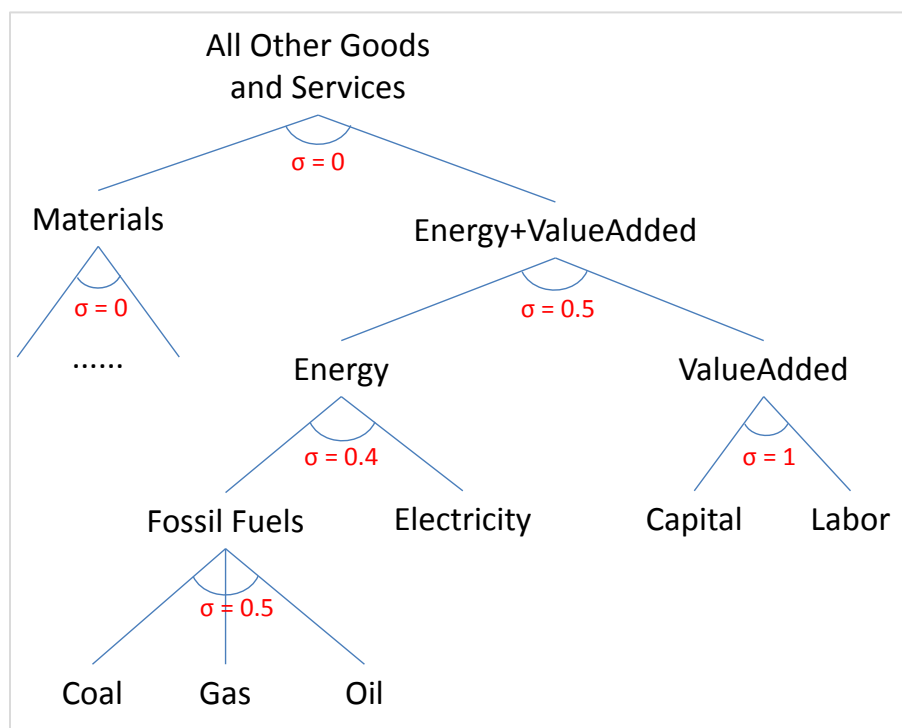 All Other Goods
and Services
σ = 0
Materials
Energy+ValueAdded
σ = 0
σ = 0.5
......
Energy
ValueAdded
σ = 0.4
σ = 1
Fossil Fuels
Electricity
Capital
Labor
σ = 0.5
Coal
Gas
Oil